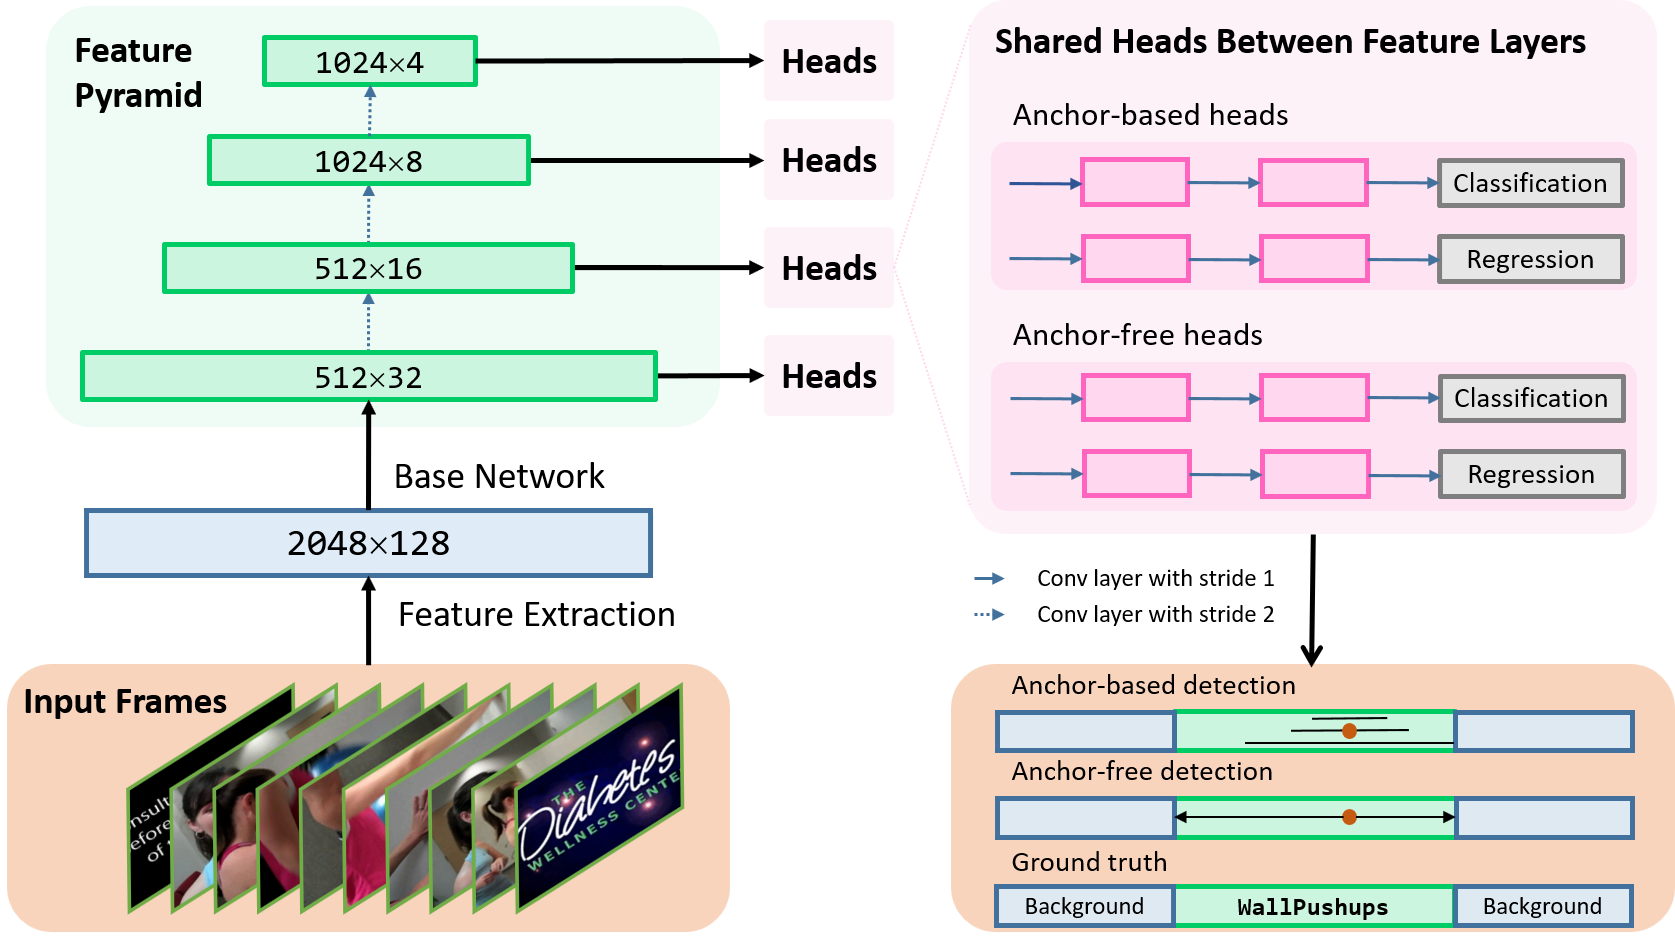 Feature
Pyramid
1024×4
1024×8
512×16
512×32
Heads
Heads
Heads
Heads
Base Network
2048×128
Feature Extraction
Input Frames
nsult
efore
of
THE
Diabetes
WELLNESS CENTE
Shared Heads Between Feature Layers
Anchor-based heads
Classification
Regression
Anchor-free heads
Classification
Regression
Conv layer with stride 1
Conv layer with stride 2
Anchor-based detection
Anchor-free detection
Ground truth
Background WallPushups Background